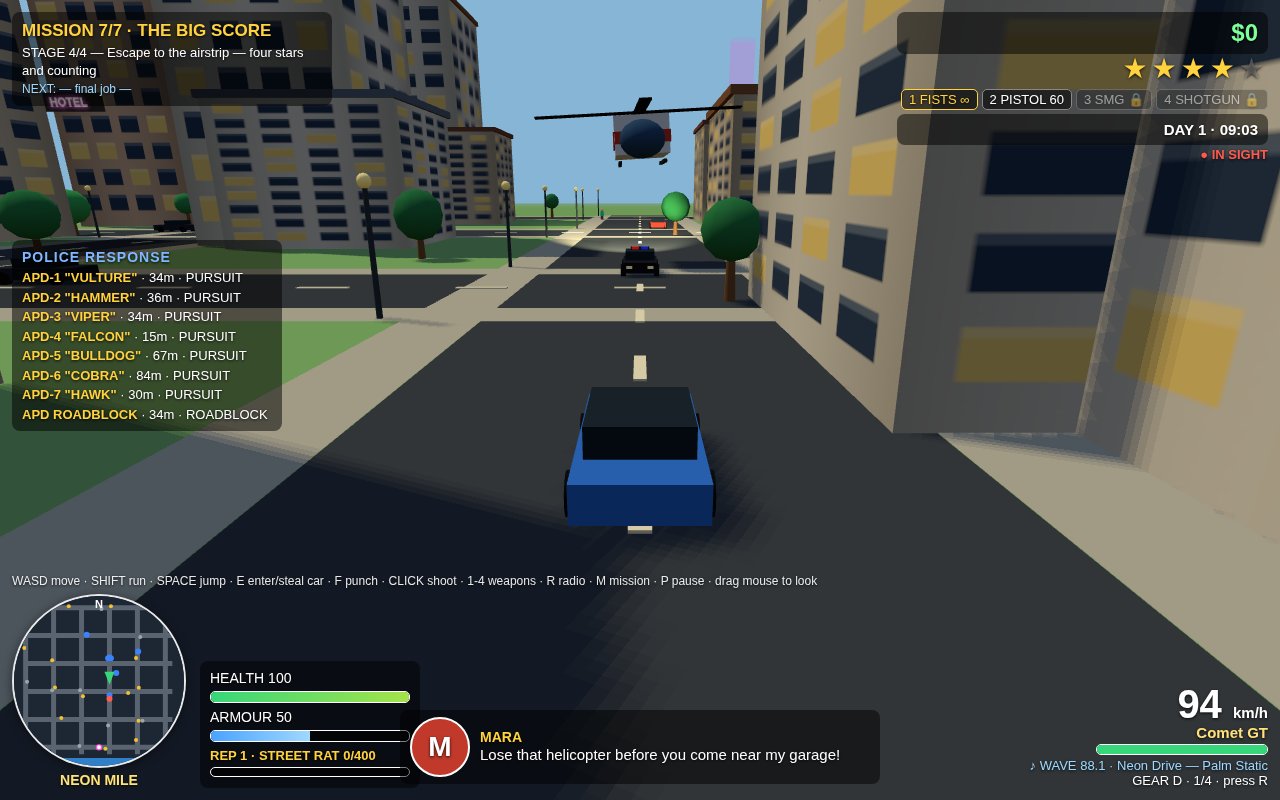 MISSION 7/7 · THE BIG SCORE
STAGE 4/4 — Escape to the airstrip — four stars
and counting
NEXT: — final job —
HOTEL
$0
1 FISTS ∞
2 PISTOL 60
3 SMG 🔒
4 SHOTGUN 🔒
DAY 1 · 09:03
● IN SIGHT
POLICE RESPONSE
APD-1 "VULTURE" · 34m · PURSUIT
APD-2 "HAMMER" · 36m · PURSUIT
APD-3 "VIPER" · 34m · PURSUIT
APD-4 "FALCON" · 15m · PURSUIT
APD-5 "BULLDOG" · 67m · PURSUIT
APD-6 "COBRA" · 84m · PURSUIT
APD-7 "HAWK" · 30m · PURSUIT
APD ROADBLOCK · 34m · ROADBLOCK
WASD move · SHIFT run · SPACE jump · E enter/steal car · F punch · CLICK shoot · 1-4 weapons · R radio · M mission · P pause · drag mouse to look
N
NEON MILE
HEALTH 100
ARMOUR 50
REP 1 · STREET RAT 0/400
M
MARA
Lose that helicopter before you come near my garage!
94 km/h
Comet GT
♪ WAVE 88.1 · Neon Drive — Palm Static
GEAR D · 1/4 · press R